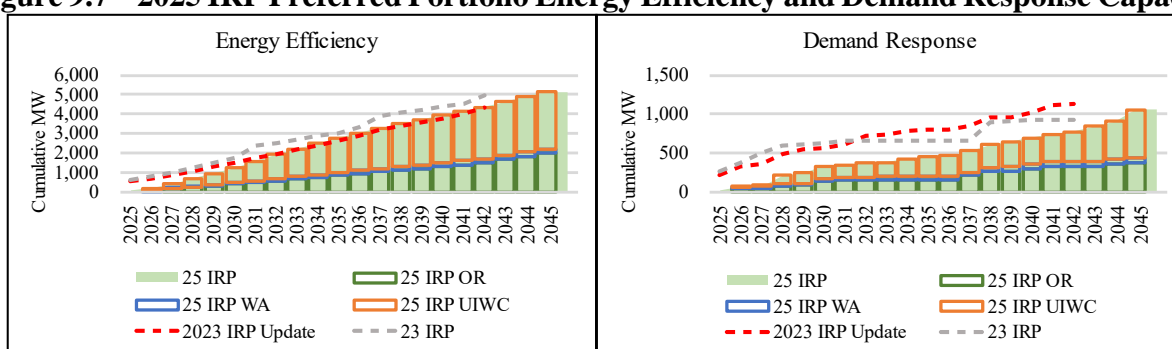 gure 9.7 – 2025 IRP Preferred Portfolio Energy Efficiency and Demand Response Capac
Energy Efficiency
Cumulative MW
6,000
5,000
4,000
3,000
2,000
1,000
0
2025 2026 2027 2028 2029 2030 2031 2032 2033 2034 2035 2036 2037 2038 2039 2040 2041 2042 2043 2044 2045
25 IRP 25 IRP OR
25 IRP WA 25 IRP UIWC
2023 IRP Update 23 IRP
Demand Response
Cumulative MW
1,500
1,000
500
0
2025 2026 2027 2028 2029 2030 2031 2032 2033 2034 2035 2036 2037 2038 2039 2040 2041 2042 2043 2044 2045
25 IRP 25 IRP OR
25 IRP WA 25 IRP UIWC
2023 IRP Update 23 IRP